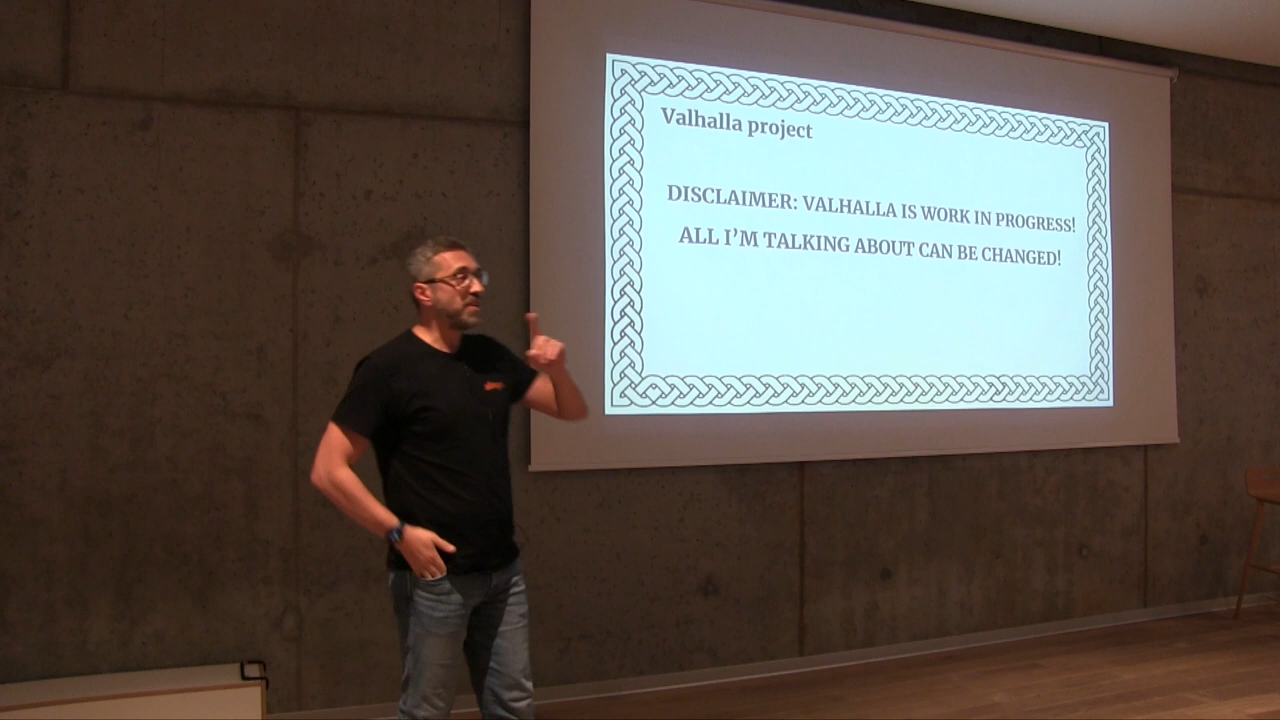 Valhalla project
DISCLAIMER: VALHALLA IS WORK IN PROGRESS!
ALL I’M TALKING ABOUT CAN BE CHANGED!